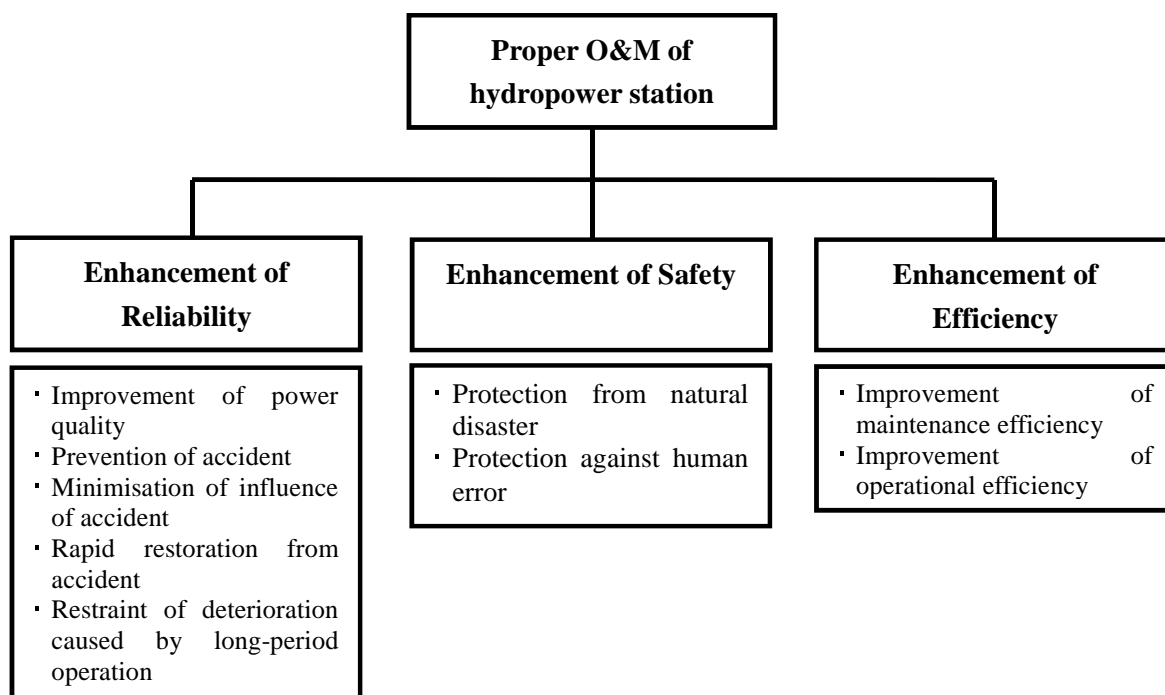 Proper O&M of
hydropower station
Enhancement of
Reliability
・Improvement of power
quality
・Prevention of accident
・Minimisation of influence
of accident
・Rapid restoration from
accident
・Restraint of deterioration
caused by long-period
operation
Enhancement of Safety
・Protection from natural
disaster
・Protection against human
error
Enhancement of
Efficiency
・Improvement of
maintenance efficiency
・Improvement of
operational efficiency